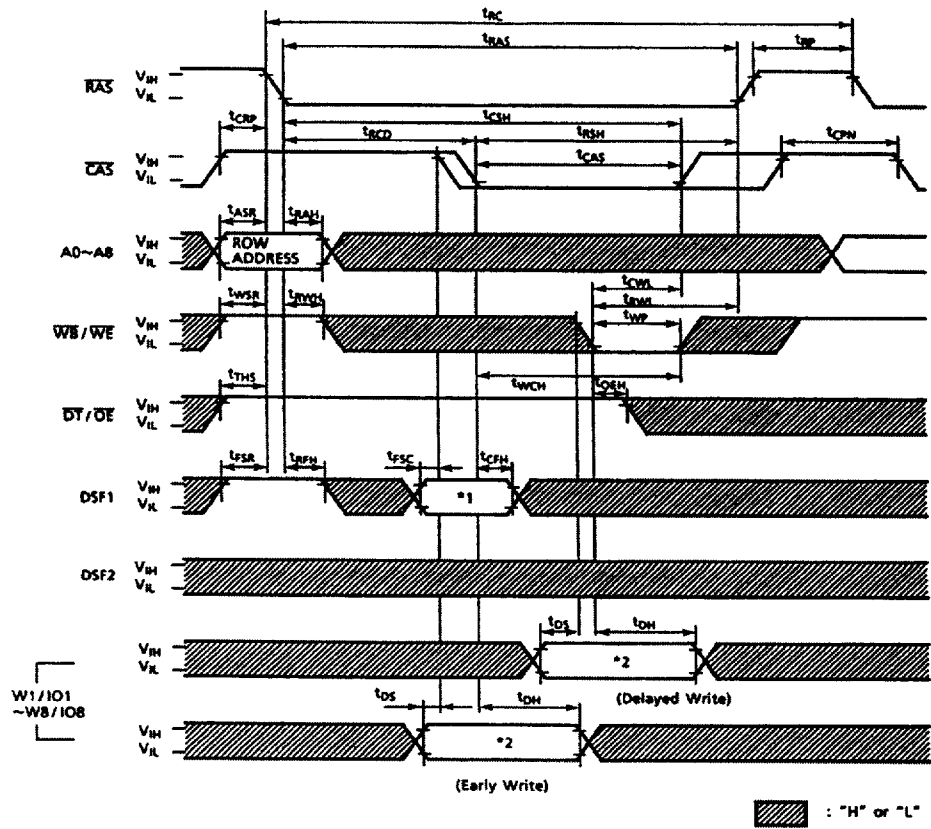 tRC
tRAS
tRP
RAS
VIH
VIL
tCRP
tCSH
tRCD
tRSH
tCPN
tCAS
CAS
VIH
VIL
tASR
tRAH
A0~A8
VIH
VIL
ROW
ADDRESS
tCWL
tWSR
tRWH
tRWL
tWP
WB / WE
VIH
VIL
tWCH
tTHS
tOEH
DT / OE
VIH
VIL
tFSR
tRFH
tFSC
tCFH
DSF1
VIH
VIL
*1
DSF2
VIH
VIL
tDS
tDH
VIH
VIL
*2
(Delayed Write)
W1 / IO1
~W8 / IO8
tDS
tDH
VIH
VIL
*2
(Early Write)
: "H" or "L"